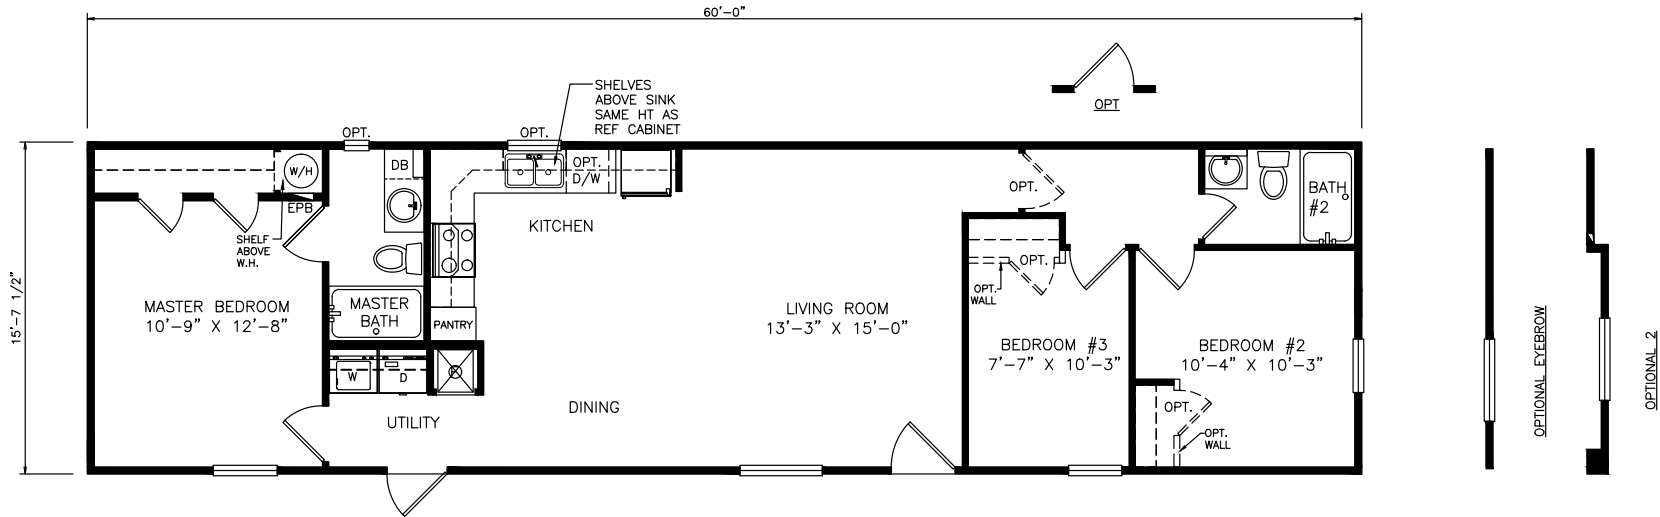 60'-0"
OPT
SHELVES
ABOVE SINK
SAME HT AS
REF CABINET
OPT.
OPT.
W/H
DB
OPT.
D/W
OPT.
BATH
#2
EPB
SHELF
ABOVE
W.H.
KITCHEN
OPT.
OPT.
WALL
15'-7 1/2"
MASTER BEDROOM
10'-9" X 12'-8"
MASTER
BATH
PANTRY
LIVING ROOM
13'-3" X 15'-0"
BEDROOM #3
7'-7" X 10'-3"
BEDROOM #2
10'-4" X 10'-3"
W
D
F
UTILITY
DINING
OPT.
OPT.
WALL
OPTIONAL EYEBROW
OPTIONAL 2